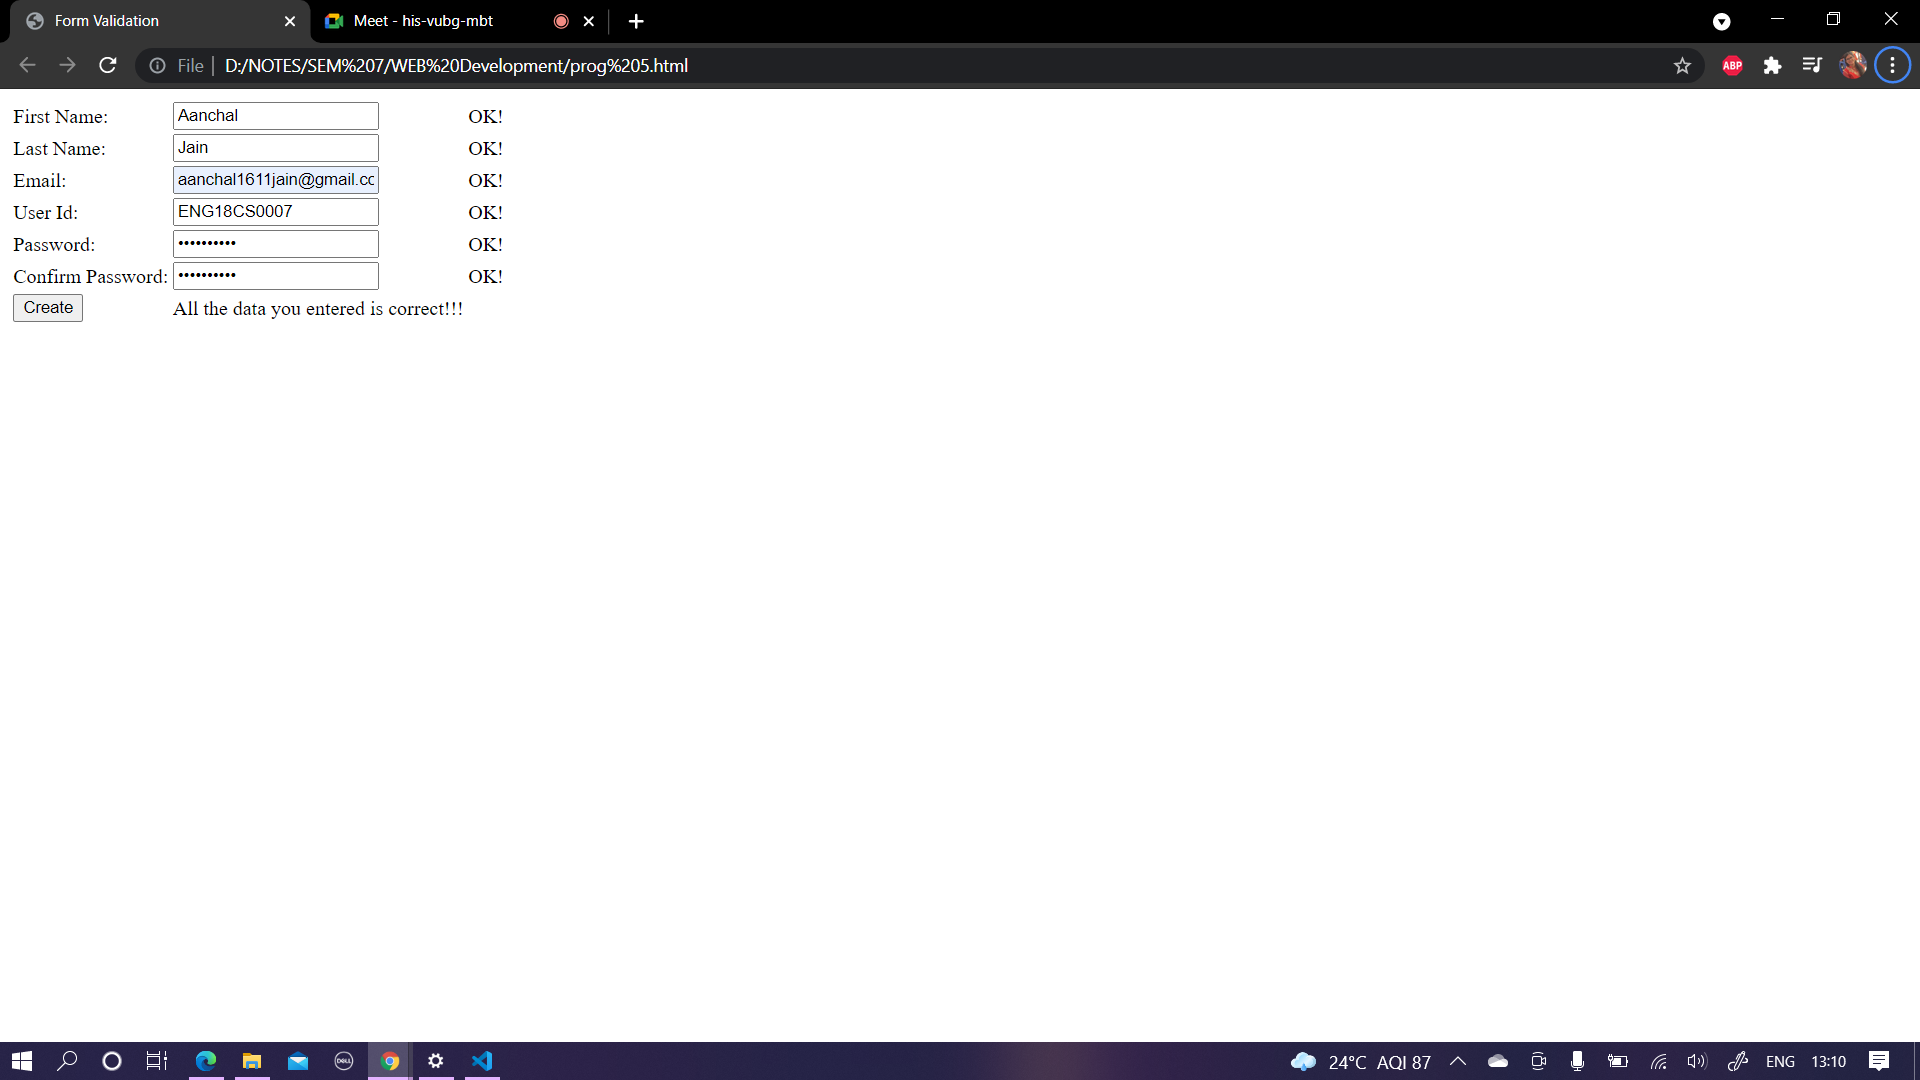 Form Validation
Meet - his-vubg-mbt
File
D:/NOTES/SEM%207/WEB%20Development/prog%205.html
ABP
First Name: Aanchal OK!
Last Name: Jain OK!
Email: aanchal1611jain@gmail.cc OK!
User Id: ENG18CS0007 OK!
Password: •••••••••• OK!
Confirm Password: •••••••••• OK!
Create All the data you entered is correct!!!
DELL
24°C AQI 87
ENG
13:10